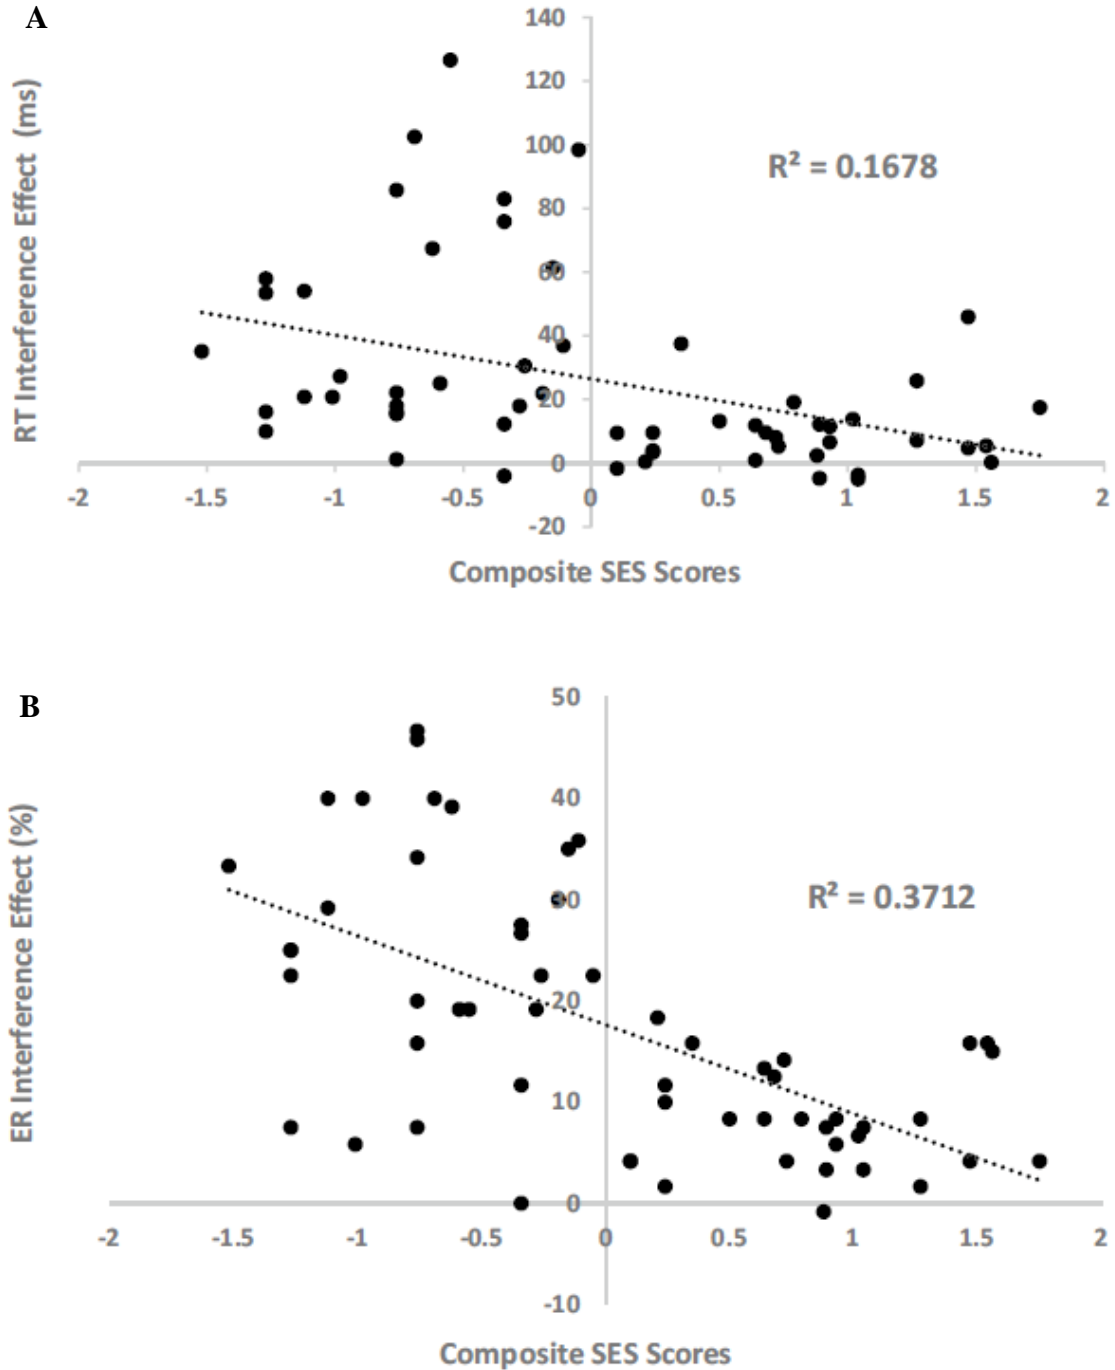 A
140
120
100
80
60
40
20
0
-20
RT Interference Effect (ms)
R² = 0.1678
-2 -1.5 -1 -0.5 0 0.5 1 1.5 2
Composite SES Scores
B
50
40
30
20
10
0
-10
ER Interference Effect (%)
R² = 0.3712
-2 -1.5 -1 -0.5 0 0.5 1 1.5 2
Composite SES Scores